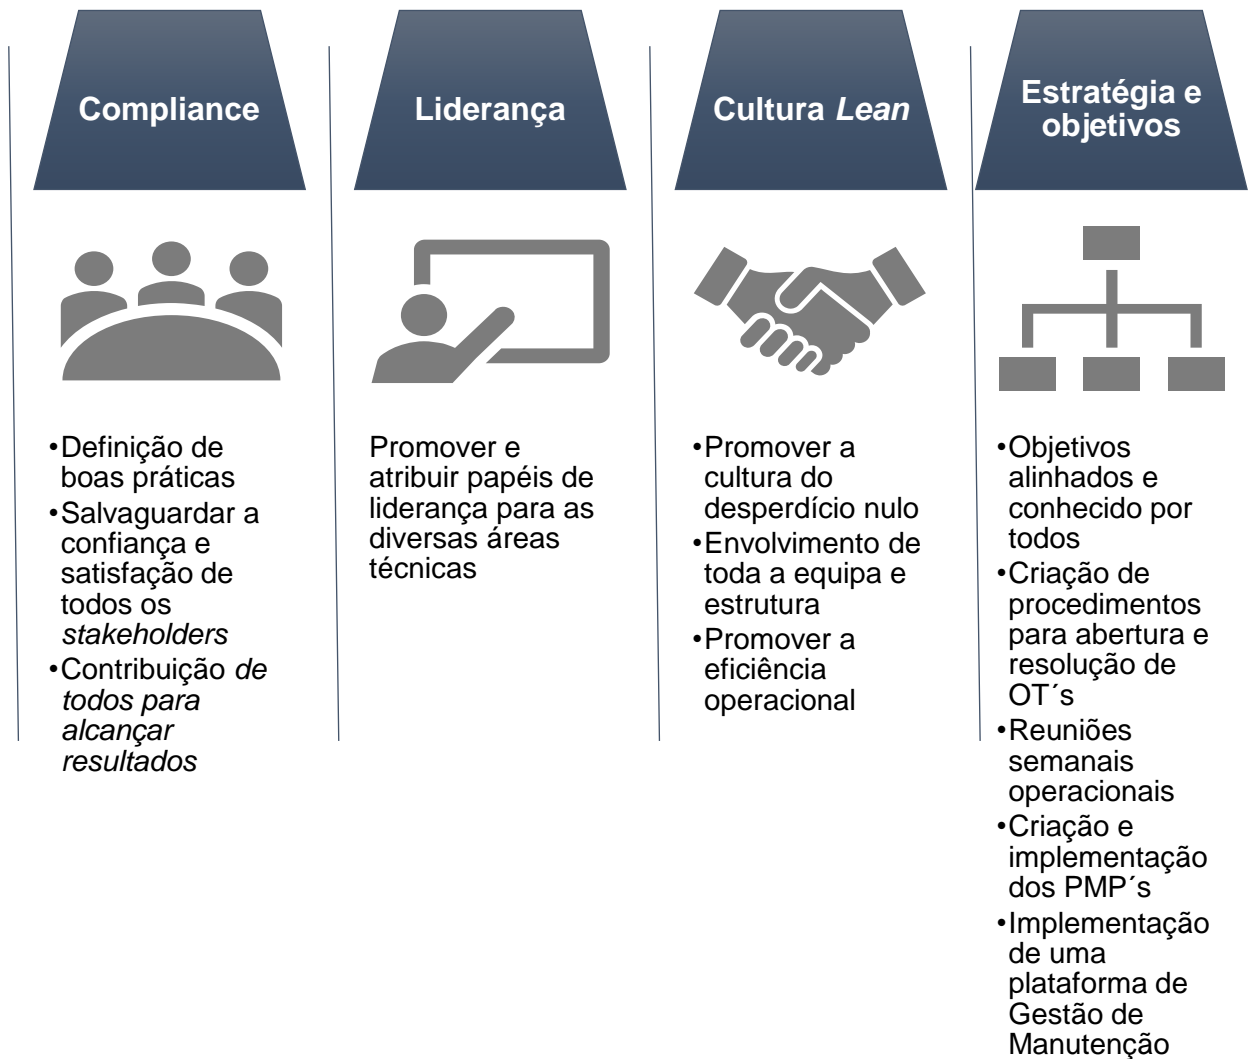 Compliance
•Definição de
boas práticas
•Salvaguardar a
confiança e
satisfação de
todos os
stakeholders
•Contribuição de
todos para
alcançar
resultados
Liderança
Promover e
atribuir papéis de
liderança para as
diversas áreas
técnicas
Cultura Lean
•Promover a
cultura do
desperdício nulo
•Envolvimento de
toda a equipa e
estrutura
•Promover a
eficiência
operacional
Estratégia e
objetivos
•Objetivos
alinhados e
conhecido por
todos
•Criação de
procedimentos
para abertura e
resolução de
OT´s
•Reuniões
semanais
operacionais
•Criação e
implementação
dos PMP´s
•Implementação
de uma
plataforma de
Gestão de
Manutenção